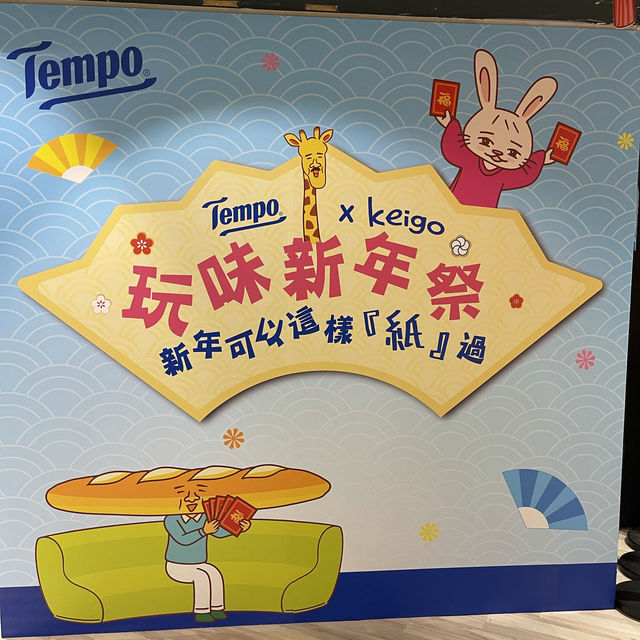 Tempo®
福
福
Tempo x keigo
玩味新年祭
新年可以這樣『紙』過
福